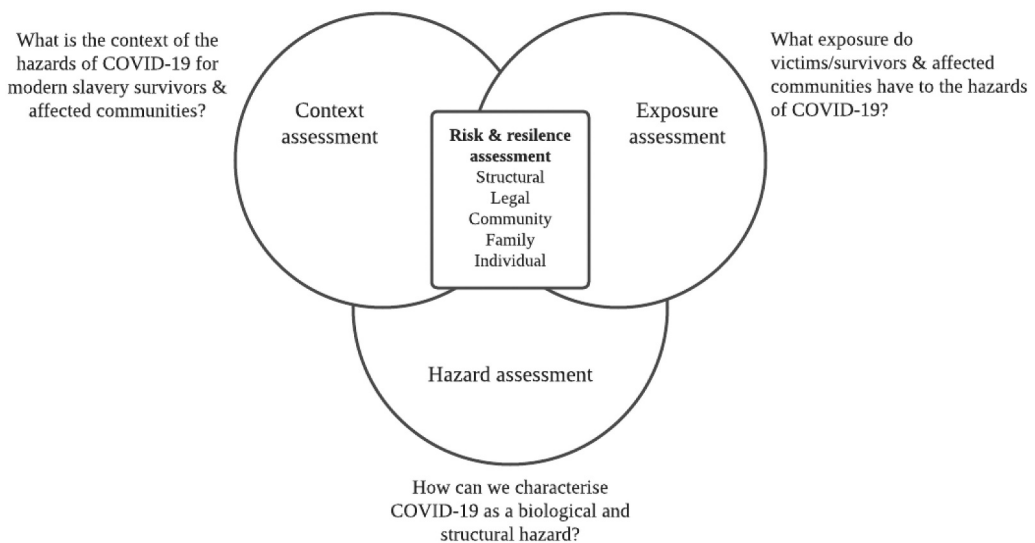 What is the context of the
hazards of COVID-19 for
modern slavery survivors &
affected communities?
What exposure do
victims/survivors & affected
communities have to the hazards
of COVID-19?
Context
assessment
Exposure
assessment
Risk & resilence
assessment
Structural
Legal
Community
Family
Individual
Hazard assessment
How can we characterise
COVID-19 as a biological and
structural hazard?